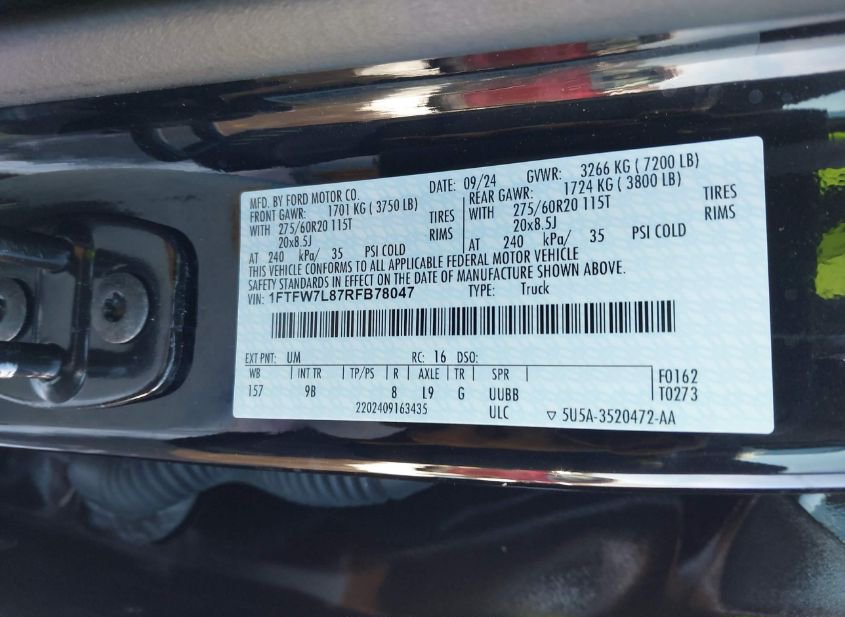 MFD. BY FORD MOTOR CO. DATE: 09/24 GVWR: 3266 KG ( 7200 LB)
FRONT GAWR: 1701 KG ( 3750 LB) REAR GAWR: 1724 KG ( 3800 LB)
WITH 275/60R20 115T TIRES WITH 275/60R20 115T TIRES
20x8.5J RIMS 20x8.5J RIMS
AT 240 kPa/ 35 PSI COLD AT 240 kPa/ 35 PSI COLD
THIS VEHICLE CONFORMS TO ALL APPLICABLE FEDERAL MOTOR VEHICLE
SAFETY STANDARDS IN EFFECT ON THE DATE OF MANUFACTURE SHOWN ABOVE.
VIN: 1FTFW7L87RFB78047 TYPE: Truck
EXT PNT: UM RC: 16 DSO:
WB INT TR TP/PS R AXLE TR SPR F0162
157 9B 8 L9 G UUBB T0273
2202409163435 ULC ▽ 5U5A-3520472-AA